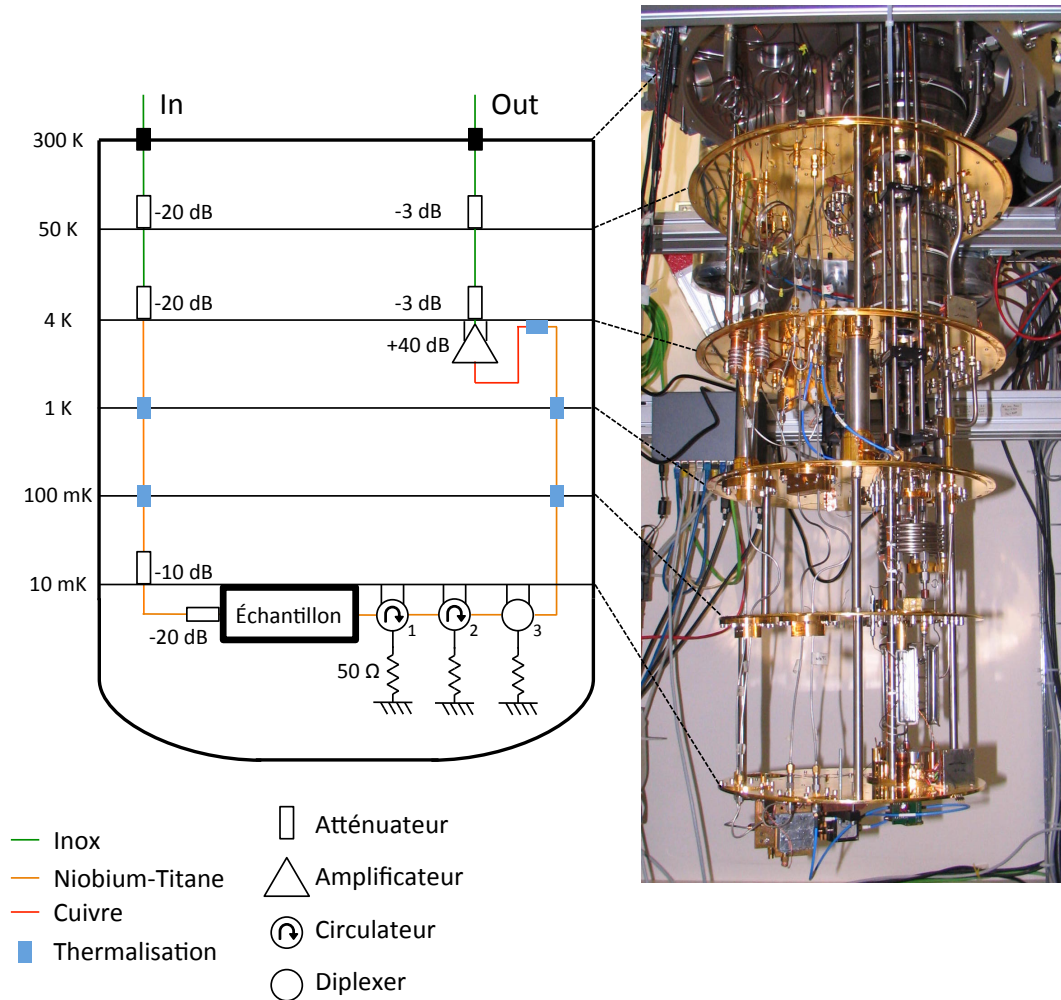 In Out
300 K
-20 dB -3 dB
50 K
-20 dB -3 dB
4 K
+40 dB
1 K
100 mK
-10 dB
10 mK
Échantillon
-20 dB
1 2 3
50 Ω
Inox
Niobium-Titane
Cuivre
Thermalisation
Atténuateur
Amplificateur
Circulateur
Diplexer